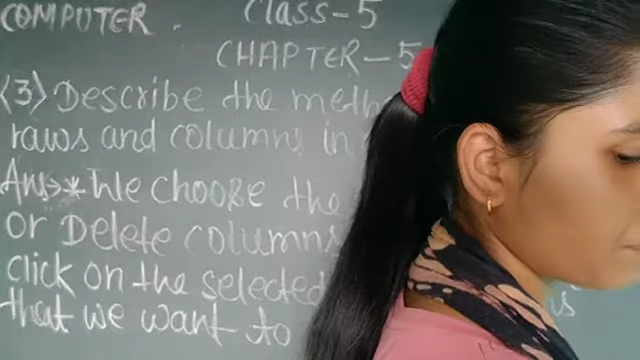 COMPUTER. Class-5
CHAPTER-5
(3) Describe the meth
raws and columns in
Ans→* We choose the
or Delete columns
click on the selected
that we want to